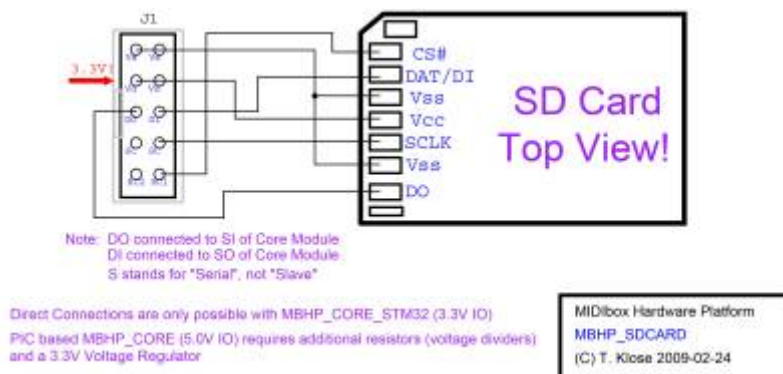 J1
3.3V!
CS#
DAT/DI
Vss
Vcc
SCLK
Vss
DO
SD Card
Top View!
Note: DO connected to SI of Core Module
DI connected to SO of Core Module
S stands for "Serial", not "Slave"
Direct Connections are only possible with MBHP_CORE_STM32 (3.3V IO)
PIC based MBHP_CORE (5.0V IO) requires additional resistors (voltage dividers)
and a 3.3V Voltage Regulator
MIDIbox Hardware Platform
MBHP_SDCARD
(C) T. Klose 2009-02-24